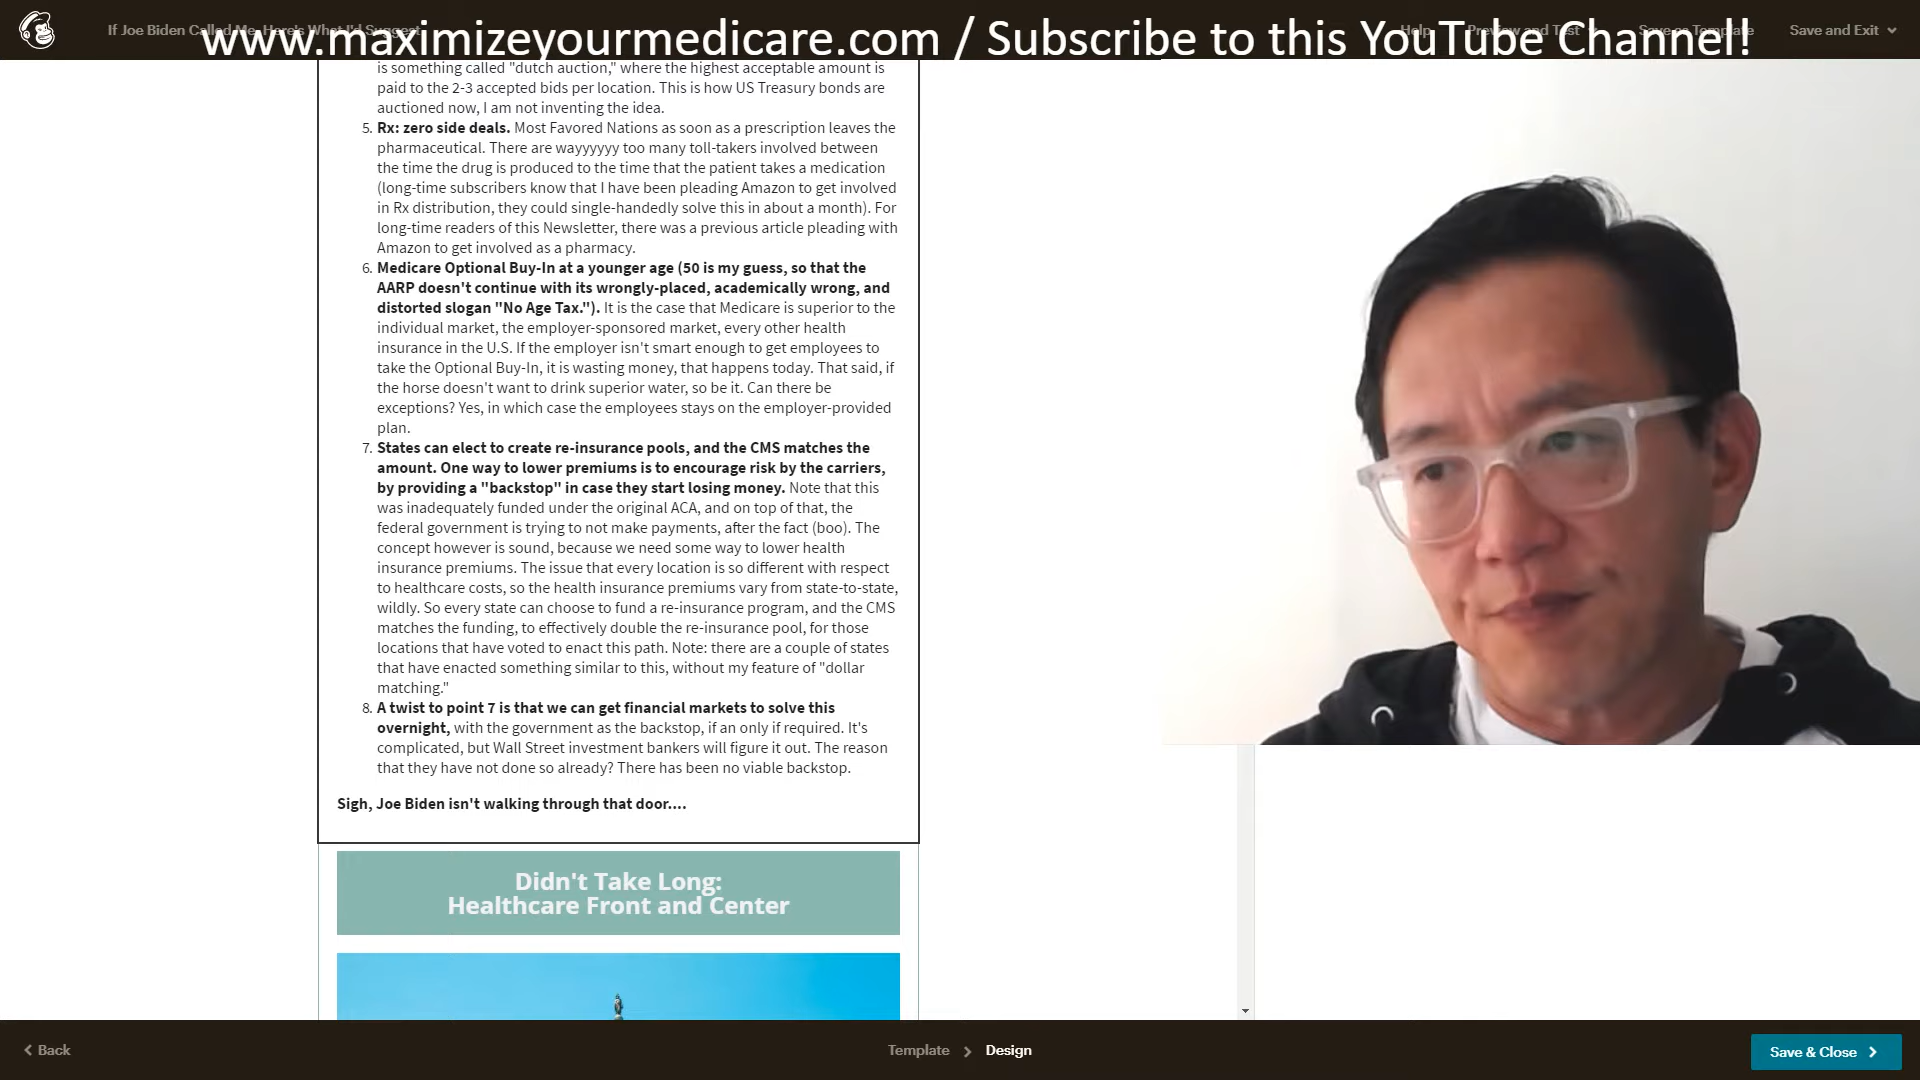 If Joe Biden Called Me, Here's What I'd Suggest
www.maximizeyourmedicare.com / Subscribe to this YouTube Channel!
Help
Preview and Test
Save as Template
Save and Exit
is something called "dutch auction," where the highest acceptable amount is
paid to the 2-3 accepted bids per location. This is how US Treasury bonds are
auctioned now, I am not inventing the idea.
5. Rx: zero side deals. Most Favored Nations as soon as a prescription leaves the
pharmaceutical. There are wayyyyyy too many toll-takers involved between
the time the drug is produced to the time that the patient takes a medication
(long-time subscribers know that I have been pleading Amazon to get involved
in Rx distribution, they could single-handedly solve this in about a month). For
long-time readers of this Newsletter, there was a previous article pleading with
Amazon to get involved as a pharmacy.
6. Medicare Optional Buy-In at a younger age (50 is my guess, so that the
AARP doesn't continue with its wrongly-placed, academically wrong, and
distorted slogan "No Age Tax."). It is the case that Medicare is superior to the
individual market, the employer-sponsored market, every other health
insurance in the U.S. If the employer isn't smart enough to get employees to
take the Optional Buy-In, it is wasting money, that happens today. That said, if
the horse doesn't want to drink superior water, so be it. Can there be
exceptions? Yes, in which case the employees stays on the employer-provided
plan.
7. States can elect to create re-insurance pools, and the CMS matches the
amount. One way to lower premiums is to encourage risk by the carriers,
by providing a "backstop" in case they start losing money. Note that this
was inadequately funded under the original ACA, and on top of that, the
federal government is trying to not make payments, after the fact (boo). The
concept however is sound, because we need some way to lower health
insurance premiums. The issue that every location is so different with respect
to healthcare costs, so the health insurance premiums vary from state-to-state,
wildly. So every state can choose to fund a re-insurance program, and the CMS
matches the funding, to effectively double the re-insurance pool, for those
locations that have voted to enact this path. Note: there are a couple of states
that have enacted something similar to this, without my feature of "dollar
matching."
8. A twist to point 7 is that we can get financial markets to solve this
overnight, with the government as the backstop, if an only if required. It's
complicated, but Wall Street investment bankers will figure it out. The reason
that they have not done so already? There has been no viable backstop.
Sigh, Joe Biden isn't walking through that door....
Didn't Take Long:
Healthcare Front and Center
Back
Template
Design
Save & Close